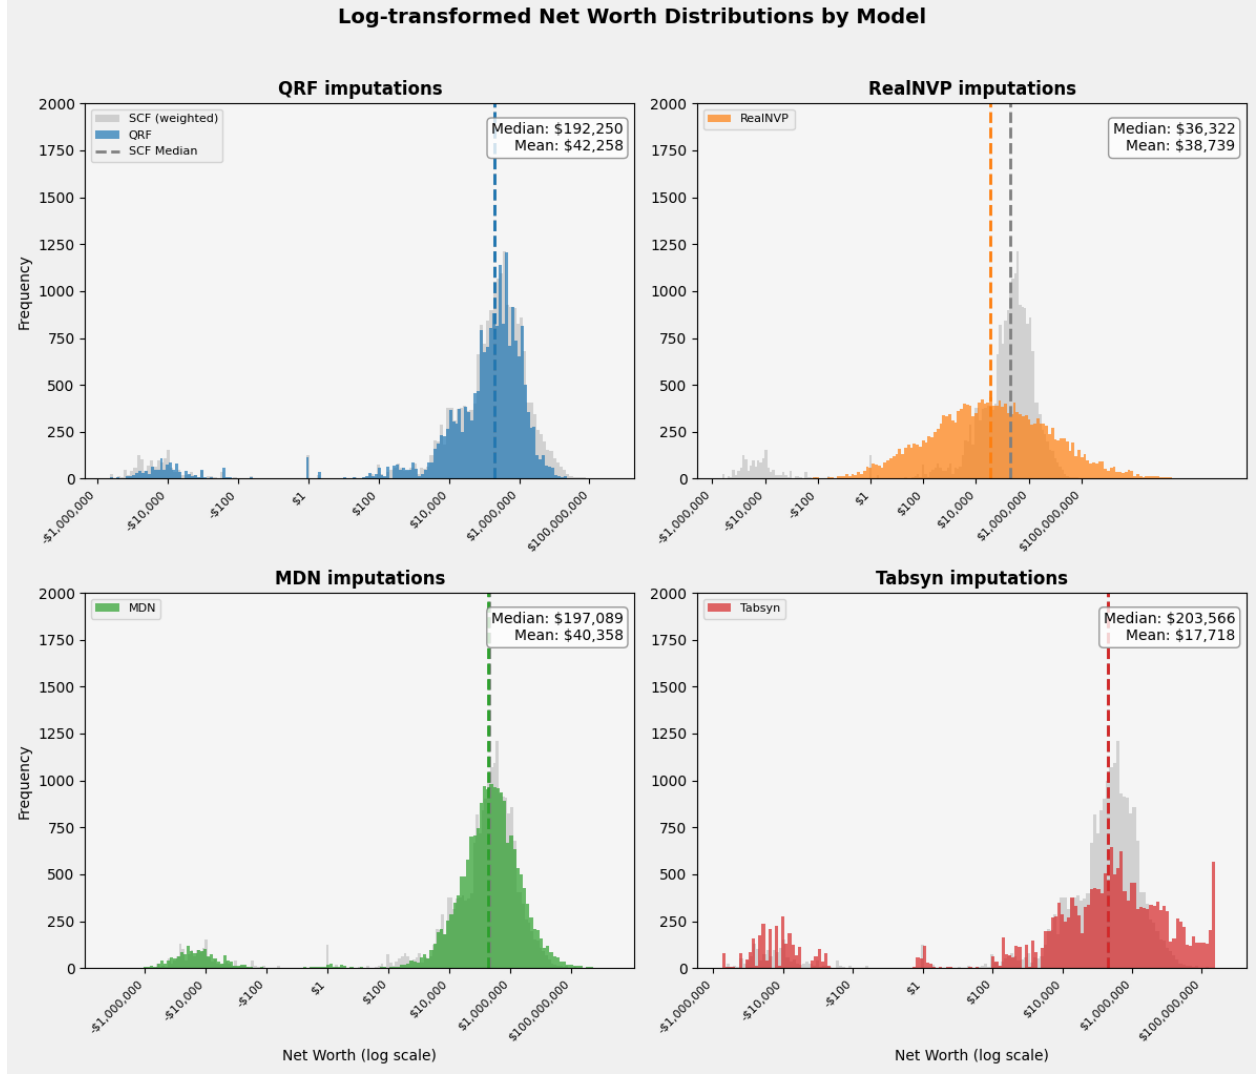 Log-transformed Net Worth Distributions by Model
QRF imputations
SCF (weighted)
QRF
SCF Median
Median: $192,250
Mean: $42,258
Frequency
2000
1750
1500
1250
1000
750
500
250
0
-$1,000,000
-$10,000
-$100
$1
$100
$10,000
$1,000,000
$100,000,000
RealNVP imputations
RealNVP
Median: $36,322
Mean: $38,739
2000
1750
1500
1250
1000
750
500
250
0
-$1,000,000
-$10,000
-$100
$1
$100
$10,000
$1,000,000
$100,000,000
MDN imputations
MDN
Median: $197,089
Mean: $40,358
Frequency
2000
1750
1500
1250
1000
750
500
250
0
-$1,000,000
-$10,000
-$100
$1
$100
$10,000
$1,000,000
$100,000,000
Net Worth (log scale)
Tabsyn imputations
Tabsyn
Median: $203,566
Mean: $17,718
2000
1750
1500
1250
1000
750
500
250
0
-$1,000,000
-$10,000
-$100
$1
$100
$10,000
$1,000,000
$100,000,000
Net Worth (log scale)